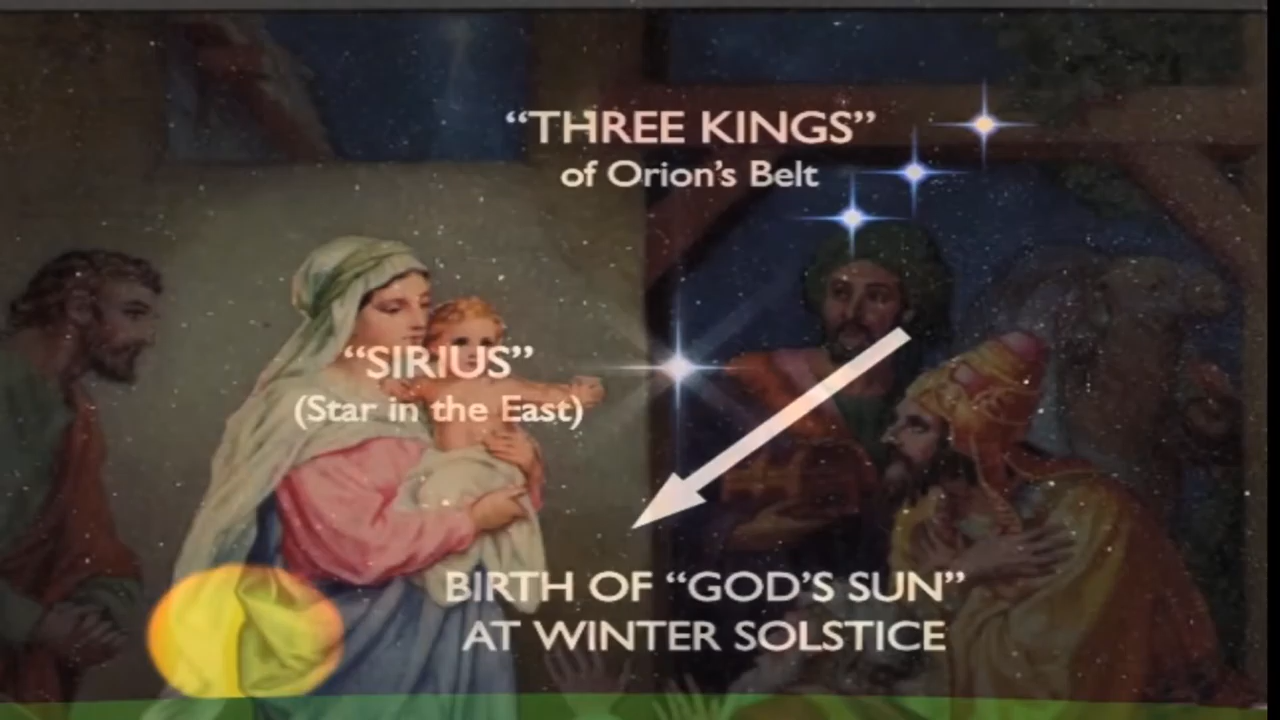 “THREE KINGS”
of Orion’s Belt
“SIRIUS”
(Star in the East)
BIRTH OF “GOD’S SUN”
AT WINTER SOLSTICE